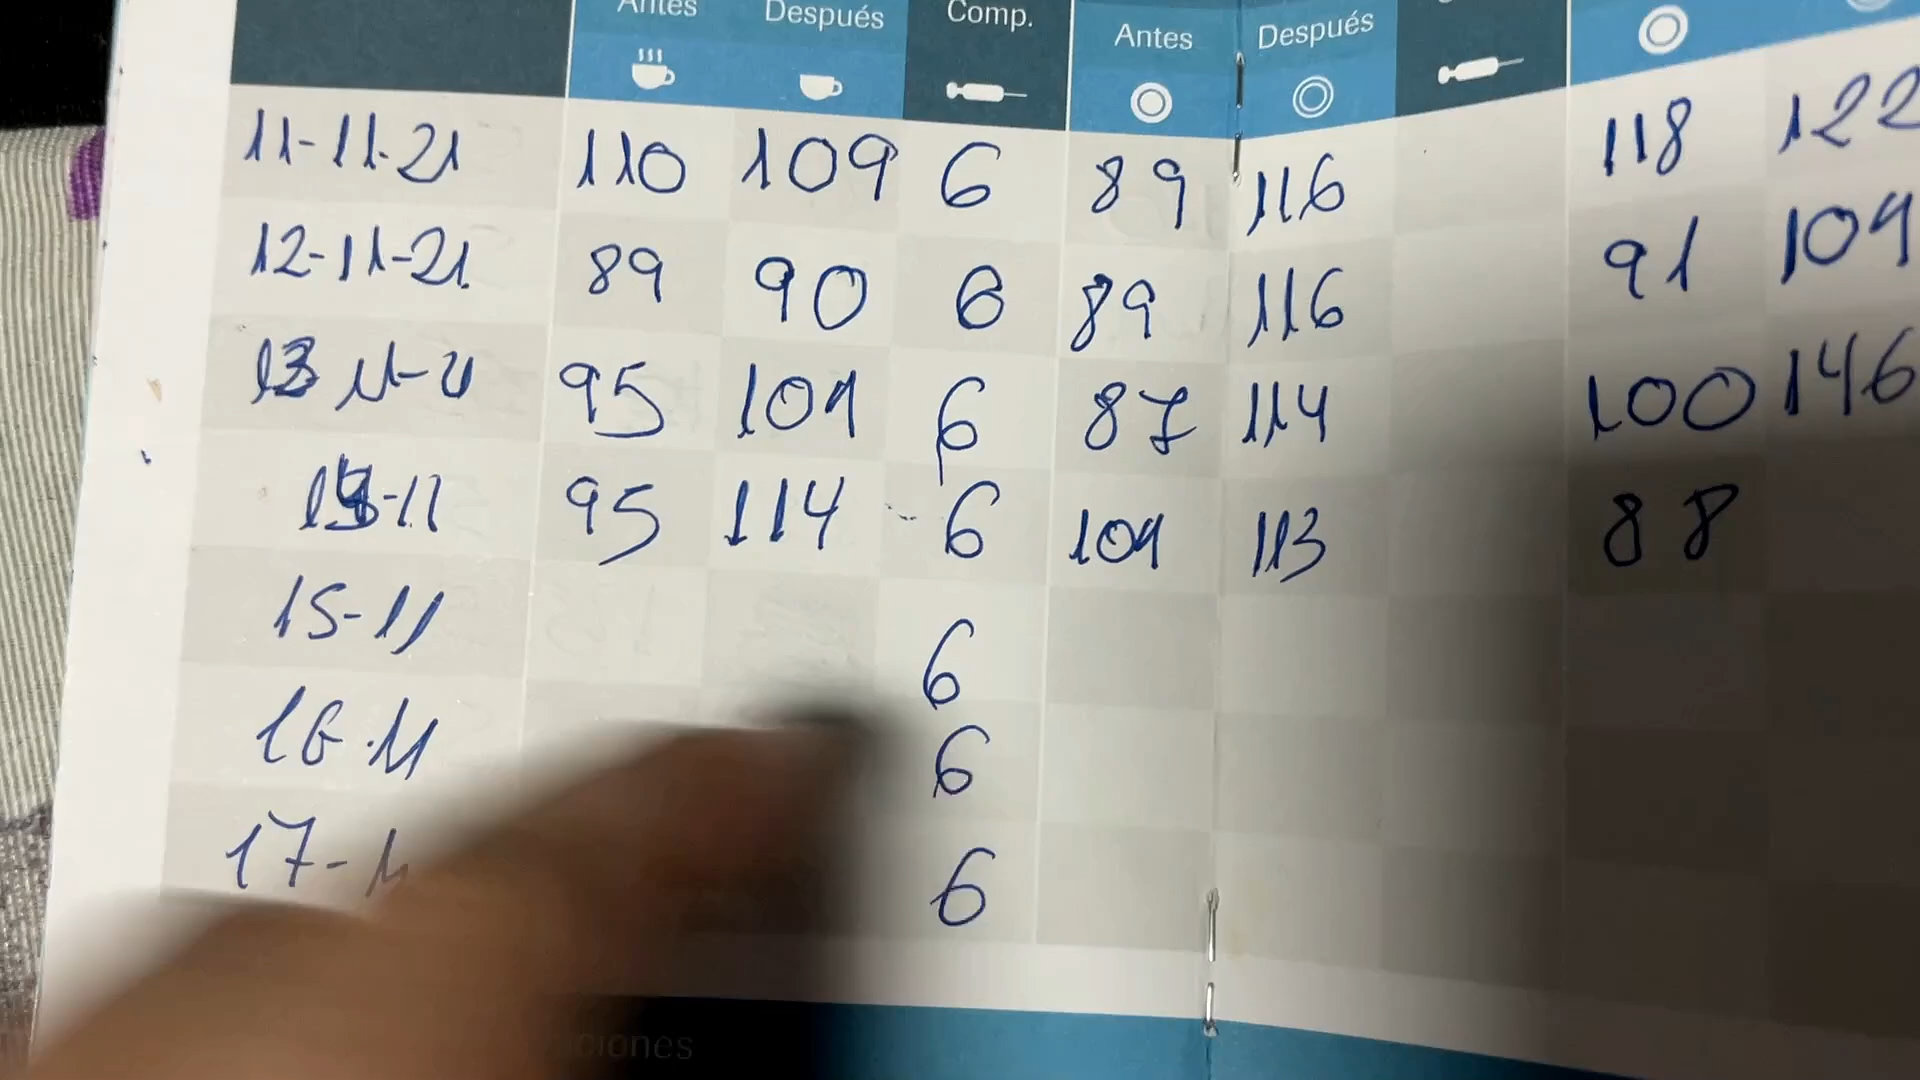 Antes Después Comp. Antes Después
11-11-21 110 109 6 89 116 118 122
12-11-21 89 90 6 89 116 91 109
13 11-21 95 109 6 87 114 100 146
11 95 114 6 109 113 88
15-11 6
16-11 6
17- 6
ciones